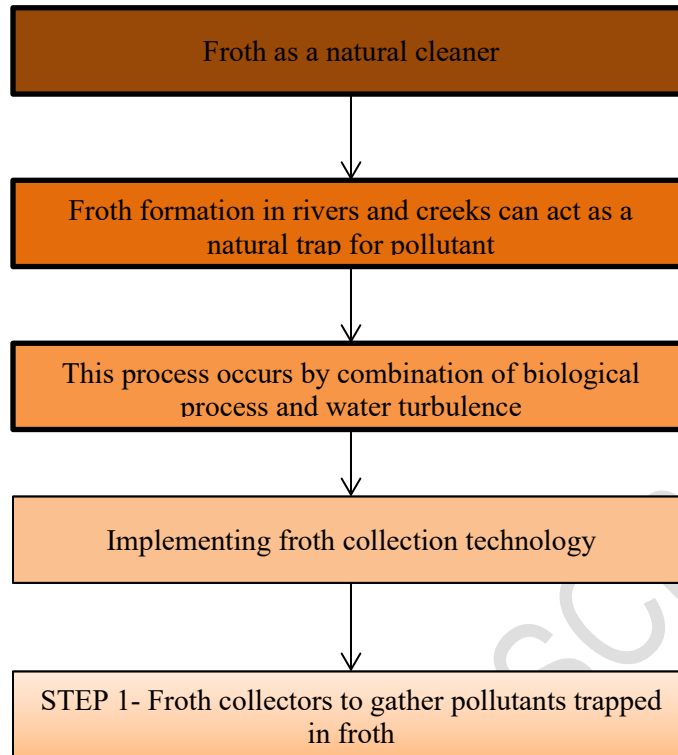 Froth as a natural cleaner
Froth formation in rivers and creeks can act as a
natural trap for pollutant
This process occurs by combination of biological
process and water turbulence
Implementing froth collection technology
STEP 1- Froth collectors to gather pollutants trapped
in froth